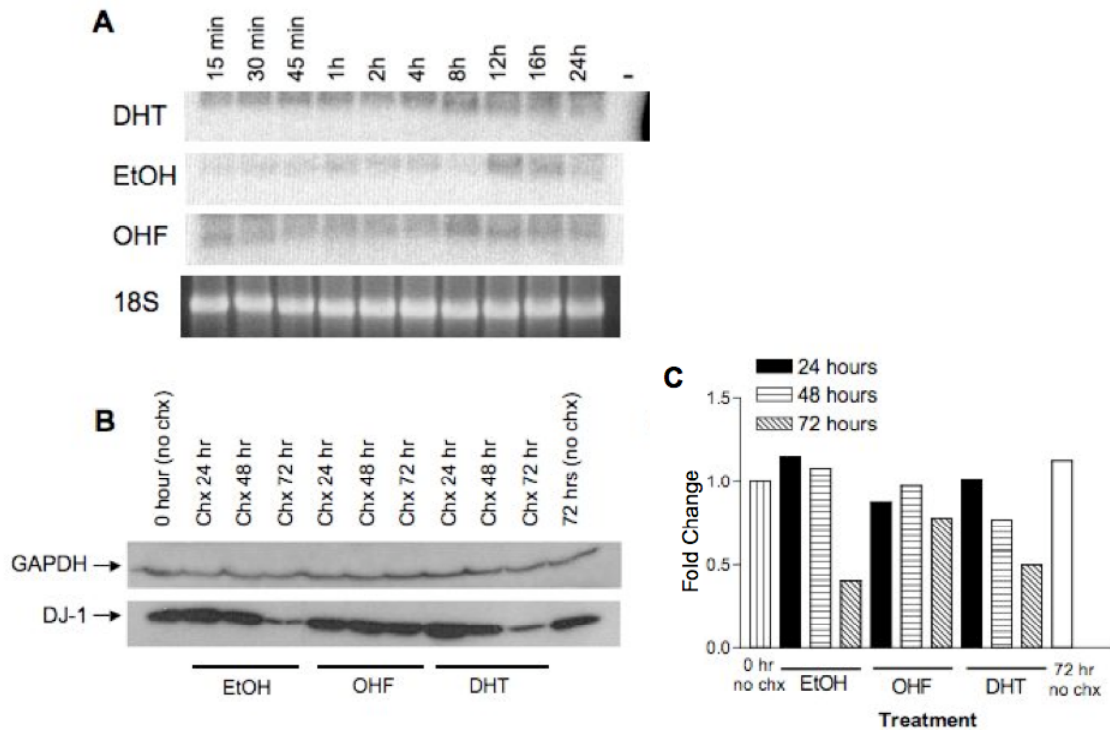 A
15 min
30 min
45 min
1h
2h
4h
8h
12h
16h
24h
-
DHT
EtOH
OHF
18S
B
0 hour (no chx)
Chx 24 hr
Chx 48 hr
Chx 72 hr
Chx 24 hr
Chx 48 hr
Chx 72 hr
Chx 24 hr
Chx 48 hr
Chx 72 hr
72 hrs (no chx)
GAPDH
DJ-1
EtOH
OHF
DHT
C
24 hours
48 hours
72 hours
1.5
1.0
0.5
0.0
Fold Change
0 hr
no chx
EtOH
OHF
DHT
72 hr
no chx
Treatment